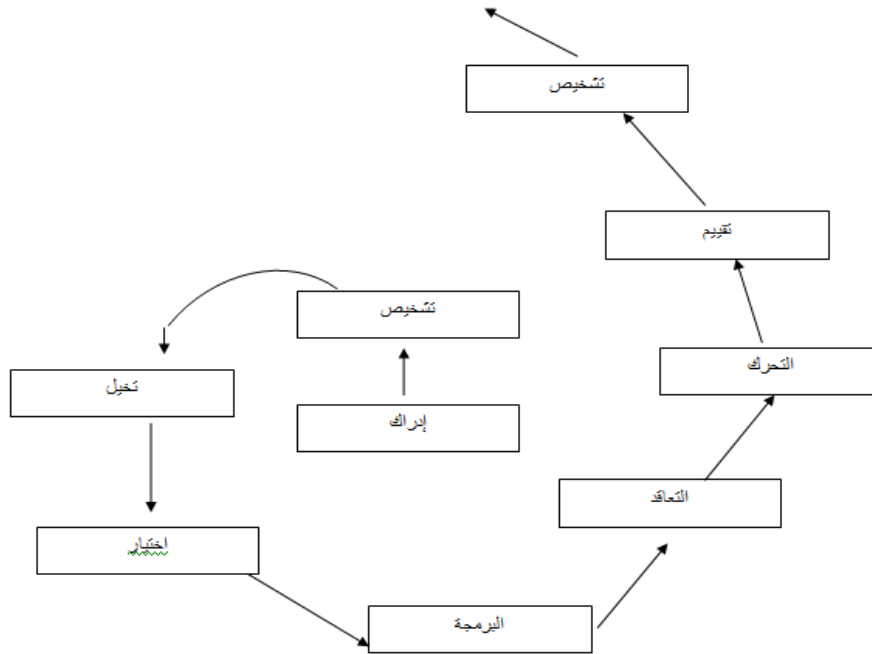 تشخيص
تقييم
تشخيص
التحرك
تخيل
إدراك
التعاقد
اختيار
البرمجة